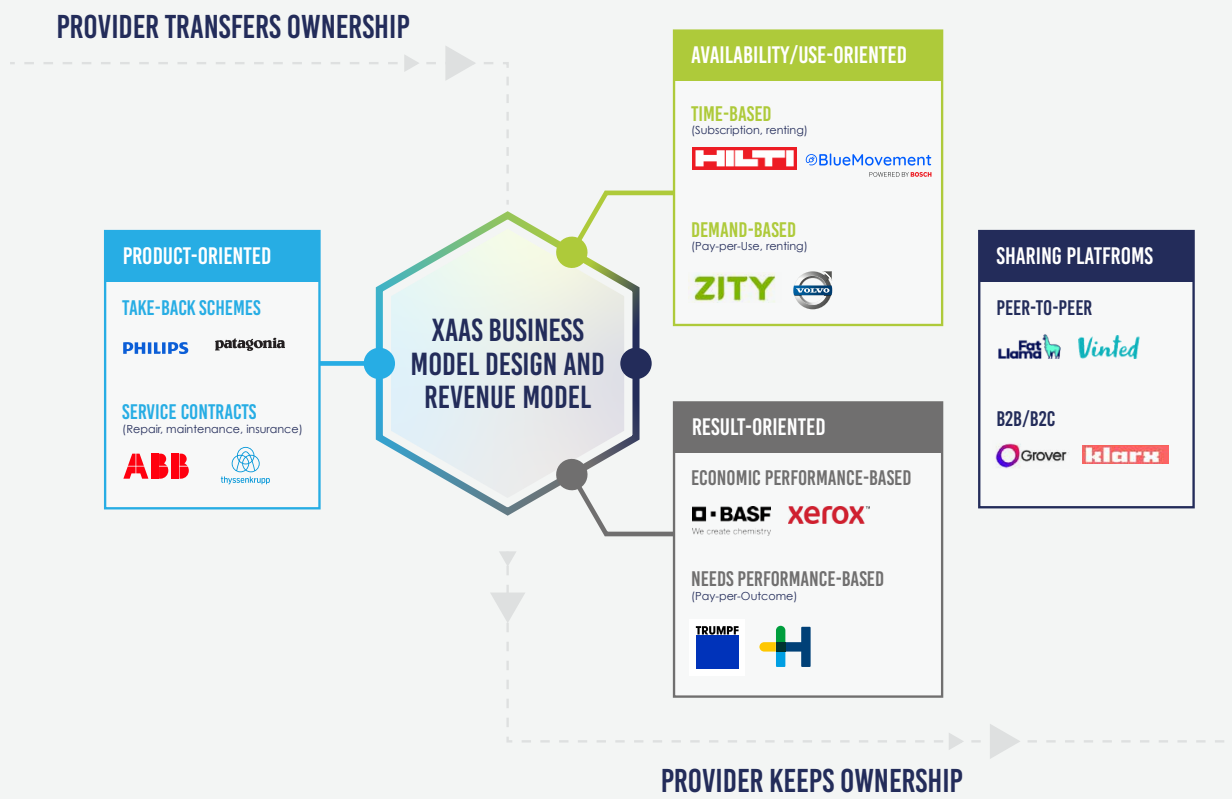 PROVIDER TRANSFERS OWNERSHIP
AVAILABILITY/USE-ORIENTED
TIME-BASED
(Subscription, renting)
HILTI
BlueMovement
POWERED BY BOSCH
DEMAND-BASED
(Pay-per-Use, renting)
ZITY
VOLVO
PRODUCT-ORIENTED
TAKE-BACK SCHEMES
PHILIPS
patagonia
SERVICE CONTRACTS
(Repair, maintenance, insurance)
ABB
thyssenkrupp
XAAS BUSINESS
MODEL DESIGN AND
REVENUE MODEL
SHARING PLATFROMS
PEER-TO-PEER
Fat
Llama
Vinted
B2B/B2C
Grover
klarx
RESULT-ORIENTED
ECONOMIC PERFORMANCE-BASED
BASF
We create chemistry
xerox™
NEEDS PERFORMANCE-BASED
(Pay-per-Outcome)
TRUMPF
H
PROVIDER KEEPS OWNERSHIP